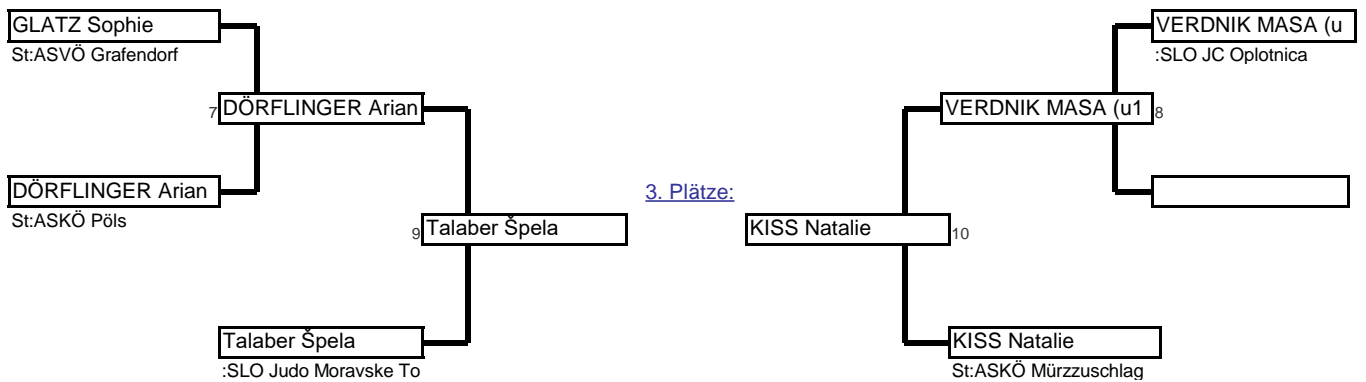 GLATZ Sophie
St:ASVÖ Grafendorf
7
DÖRFLINGER Arian
DÖRFLINGER Arian
St:ASKÖ Pöls
9
Talaber Špela
Talaber Špela
:SLO Judo Moravske To
3. Plätze:
VERDNIK MASA (u
:SLO JC Oplotnica
VERDNIK MASA (u1
8
KISS Natalie
10
KISS Natalie
St:ASKÖ Mürzzuschlag